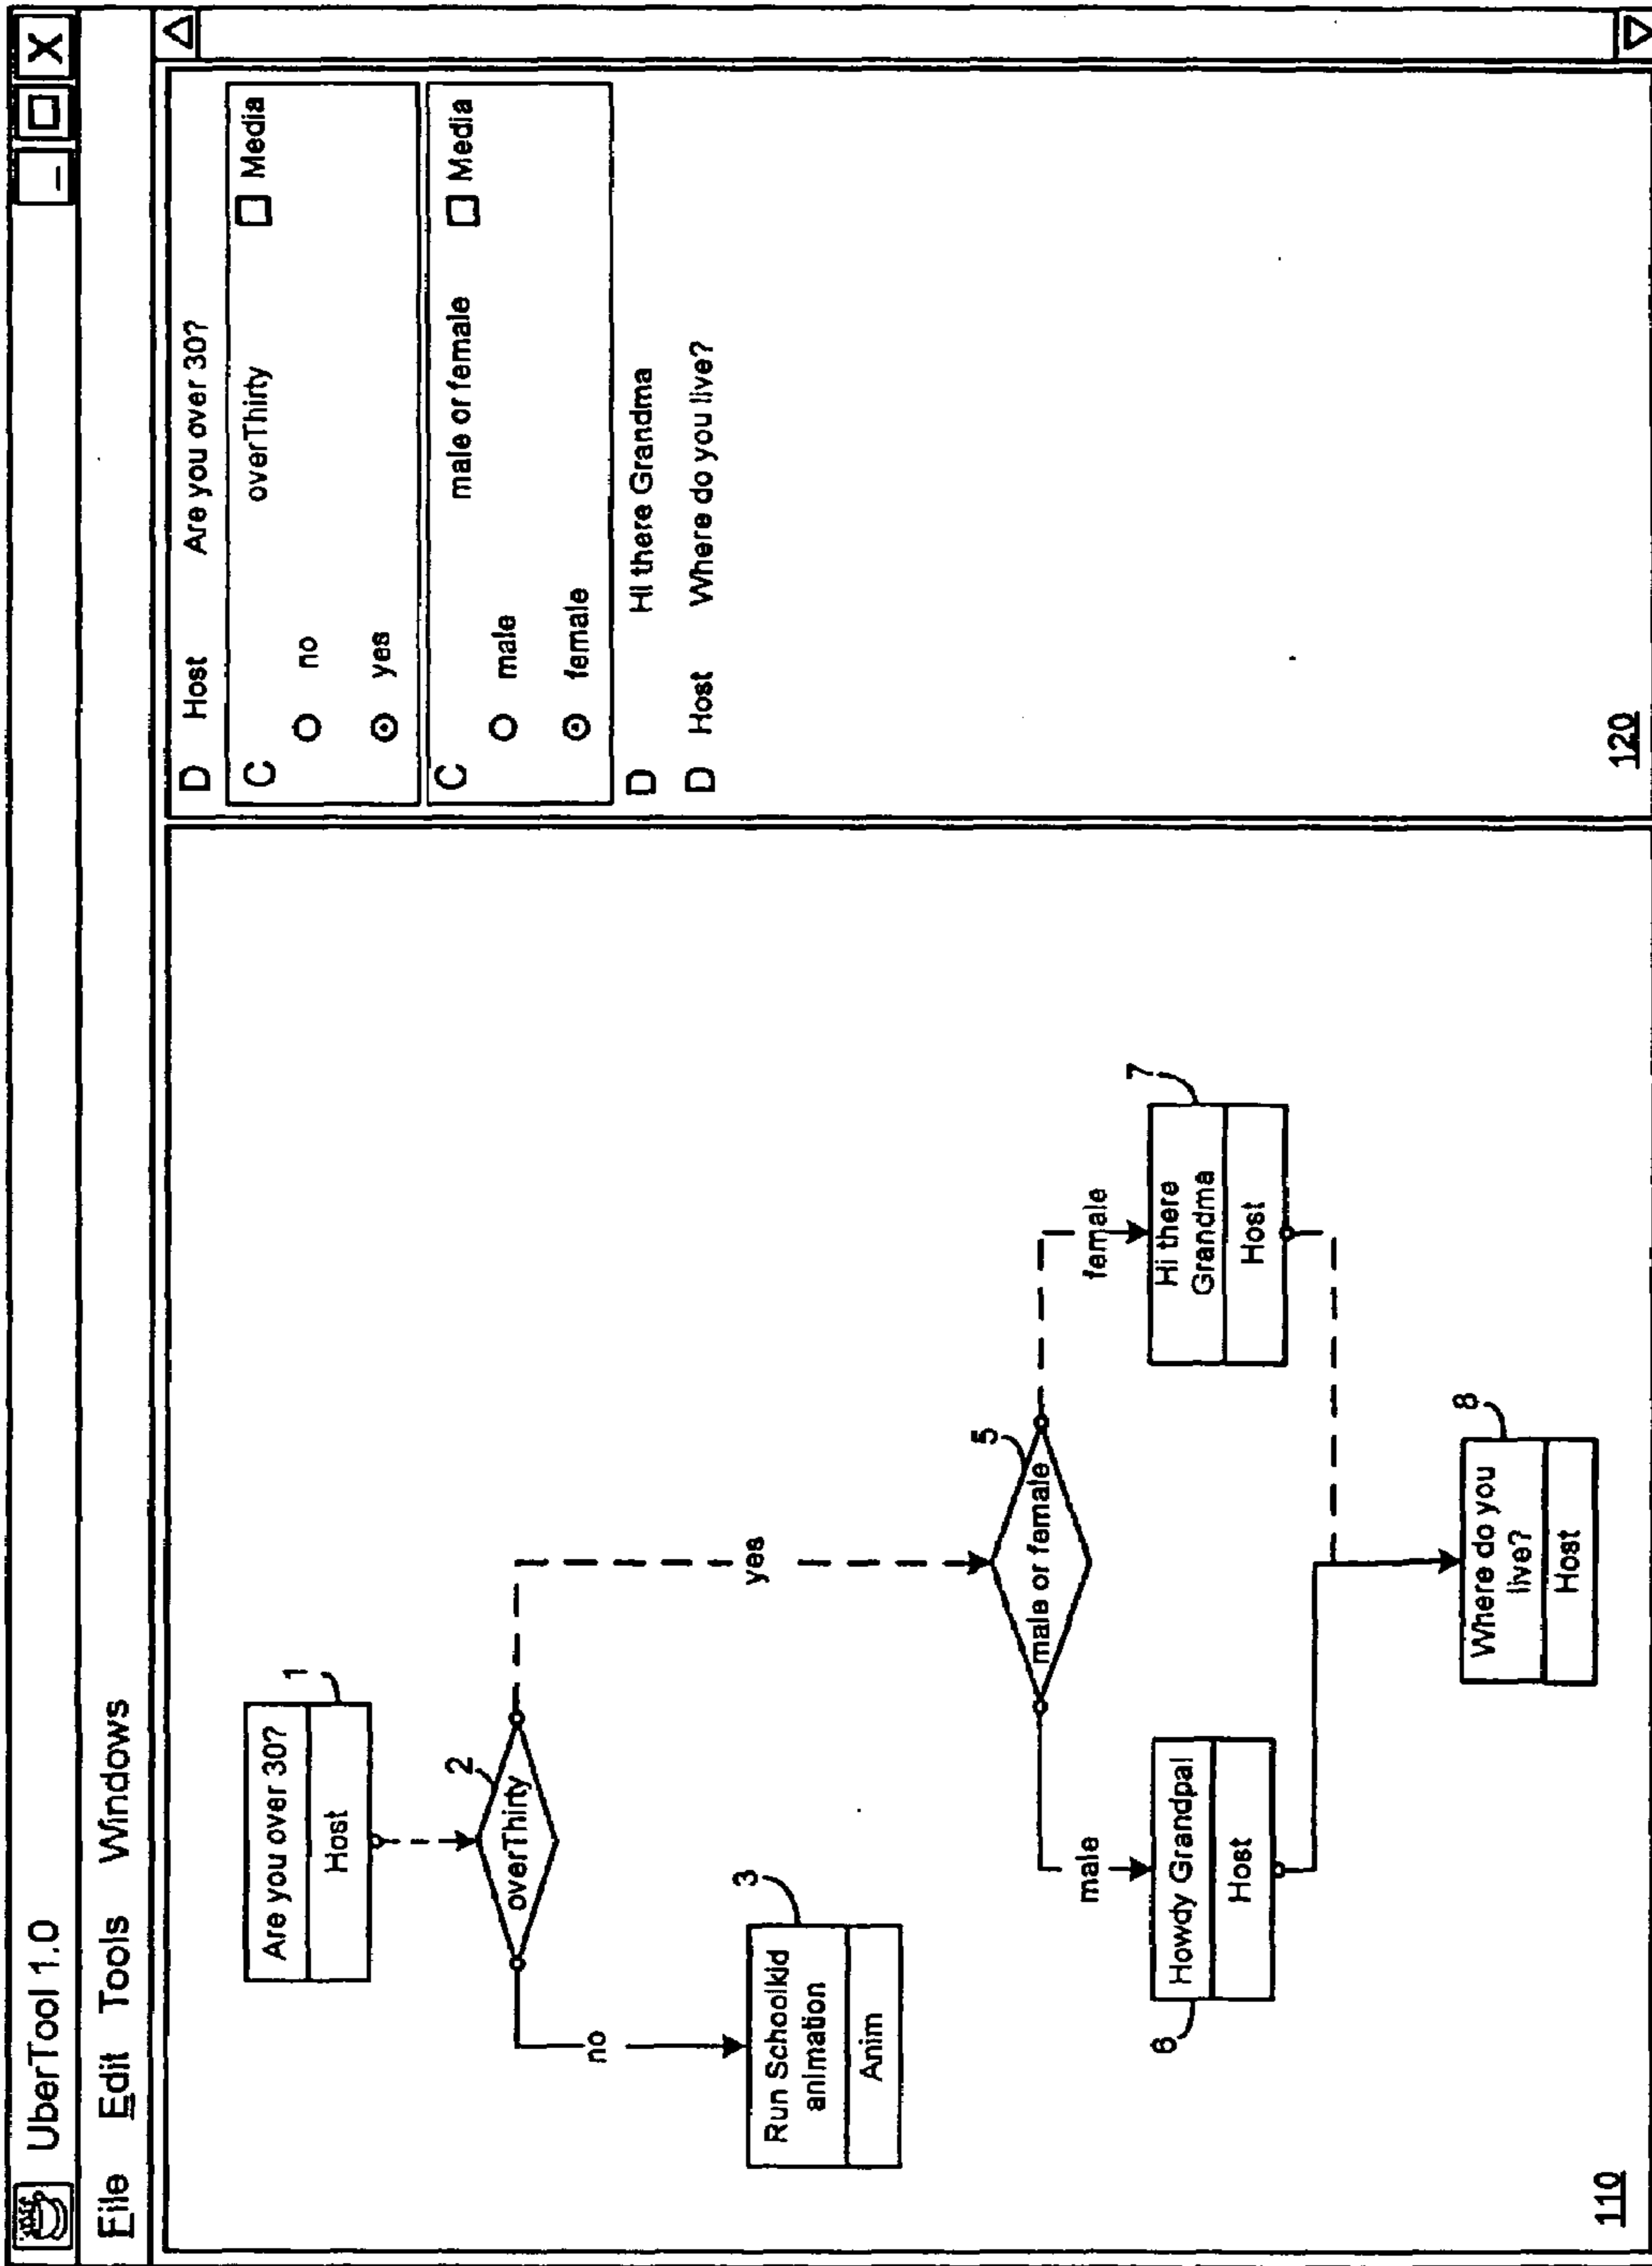 UberTool 1.0
_ X
File Edit Tools Windows
Are you over 30?
Host
1
overThirty
2
no
yes
Run Schoolkid
animation
Anim
3
male or female
5
male
female
Howdy Grandpa!
Host
6
Hi there
Grandma
Host
7
Where do you
live?
Host
8
110
D Host Are you over 30?
C overThirty Media
no
yes
C male or female Media
male
female
D Hi there Grandma
D Host Where do you live?
120